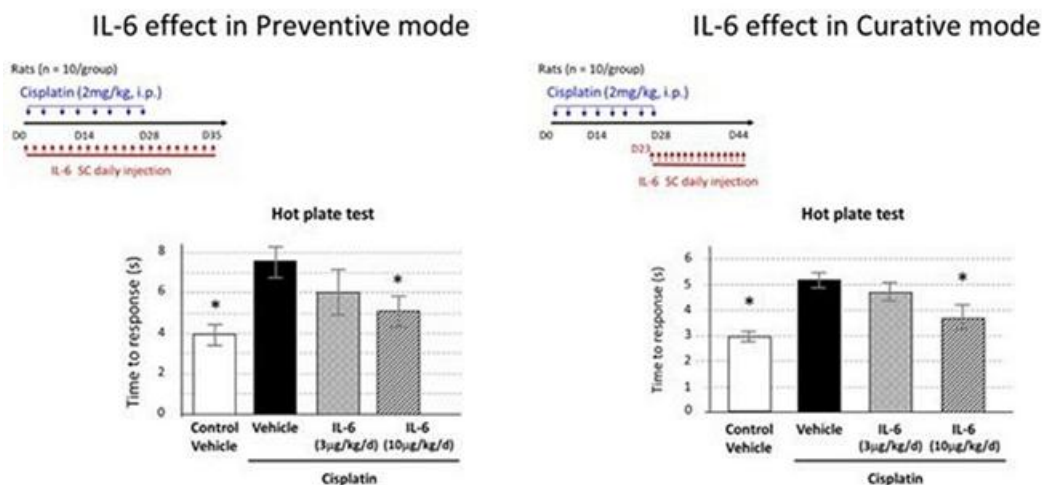 IL-6 effect in Preventive mode
Rats (n = 10/group)
Cisplatin (2mg/kg, i.p.)
D0 D14 D28 D35
IL-6 SC daily injection
Hot plate test
Time to response (s)
8
6
4
2
0
*
*
Control Vehicle
Vehicle
IL-6 (3µg/kg/d)
IL-6 (10µg/kg/d)
Cisplatin
IL-6 effect in Curative mode
Rats (n = 10/group)
Cisplatin (2mg/kg, i.p.)
D0 D14 D28 D44
D23
IL-6 SC daily injection
Hot plate test
Time to response (s)
6
5
4
3
2
1
0
*
*
Control Vehicle
Vehicle
IL-6 (3µg/kg/d)
IL-6 (10µg/kg/d)
Cisplatin